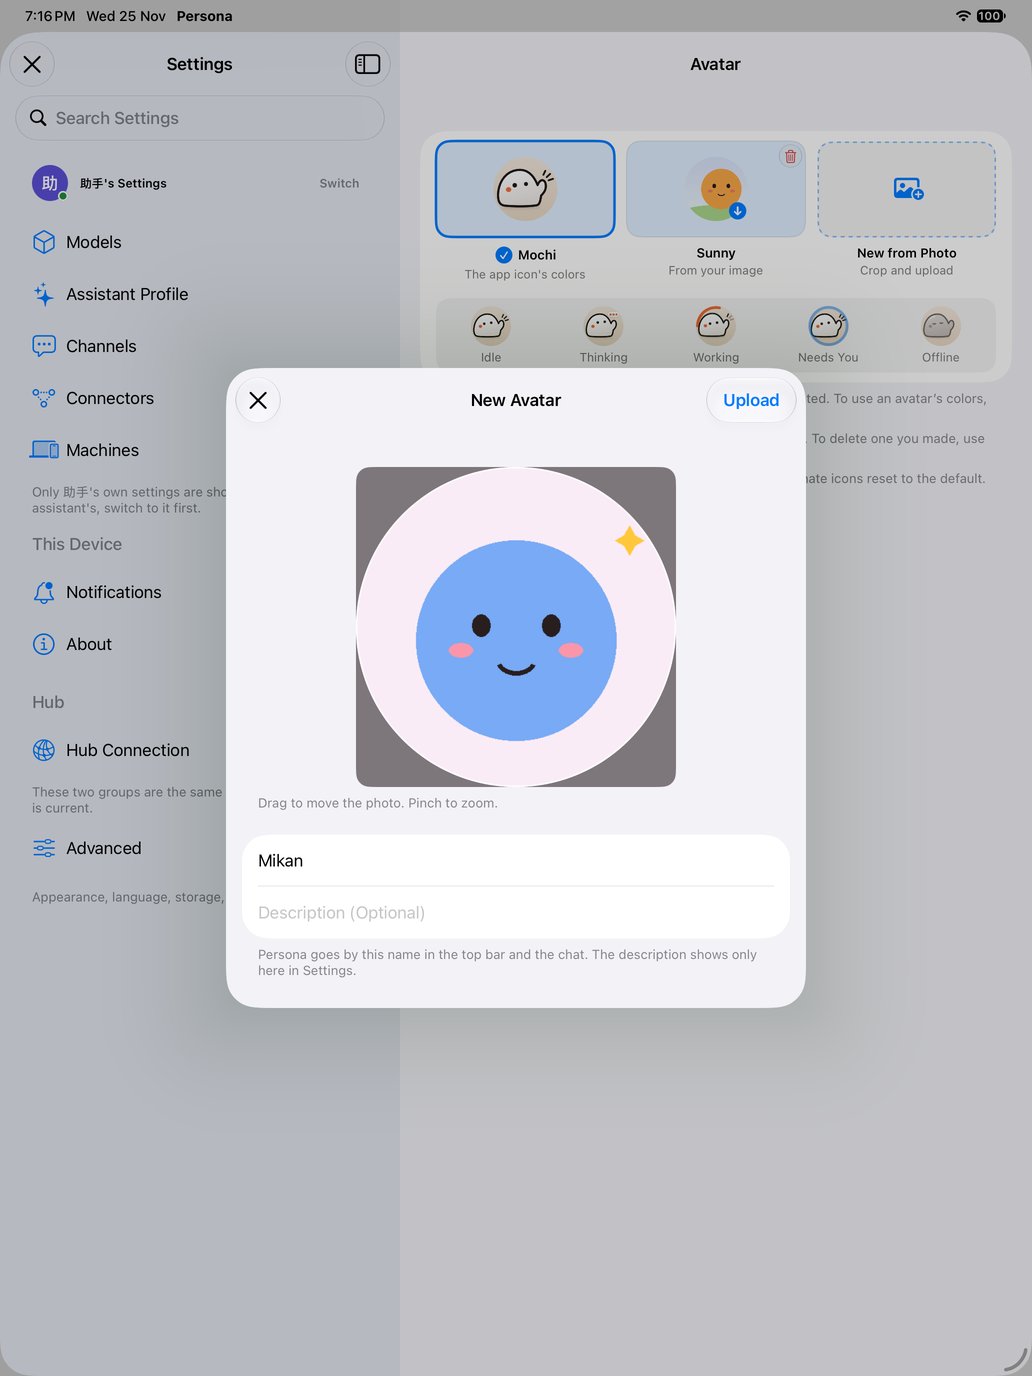 7:16 PM Wed 25 Nov Persona
100
Settings
Search Settings
助
助手's Settings
Switch
Models
Assistant Profile
Channels
Connectors
Machines
Only 助手's own settings are
assistant's, switch to it first.
This Device
Notifications
About
Hub
Hub Connection
These two groups are the same
is current.
Advanced
Appearance, language, storage,
Avatar
Mochi
The app icon's colors
Sunny
From your image
New from Photo
Crop and upload
Idle
Thinking
Working
Needs You
Offline
To use an avatar's colors,
To delete one you made, use
icons reset to the default.
New Avatar
Upload
Drag to move the photo. Pinch to zoom.
Mikan
Description (Optional)
Persona goes by this name in the top bar and the chat. The description shows only
here in Settings.